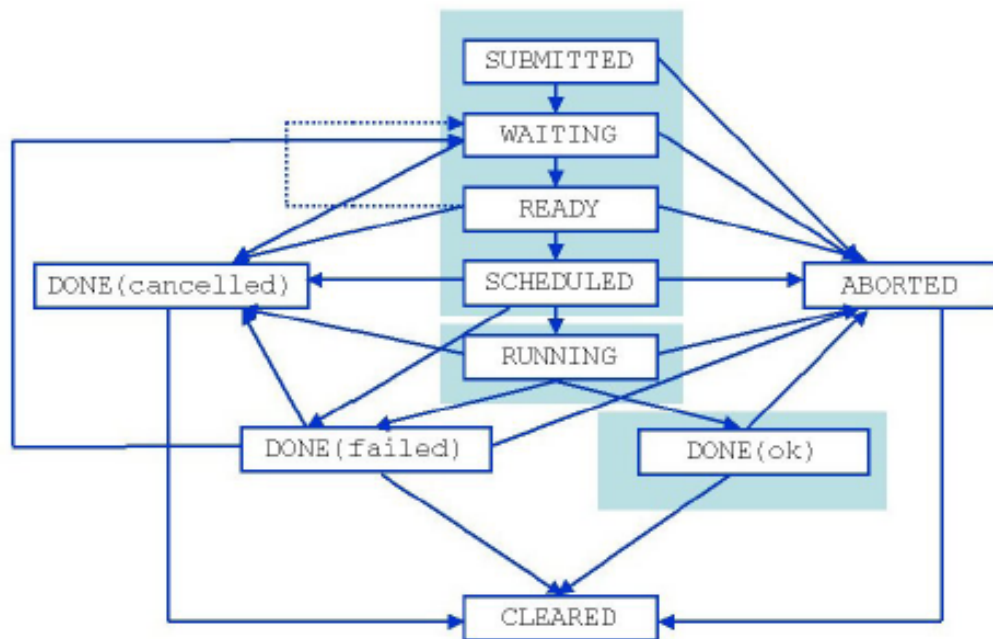 SUBMITTED
WAITING
READY
DONE(cancelled)
SCHEDULED
ABORTED
RUNNING
DONE(failed)
DONE(ok)
CLEARED